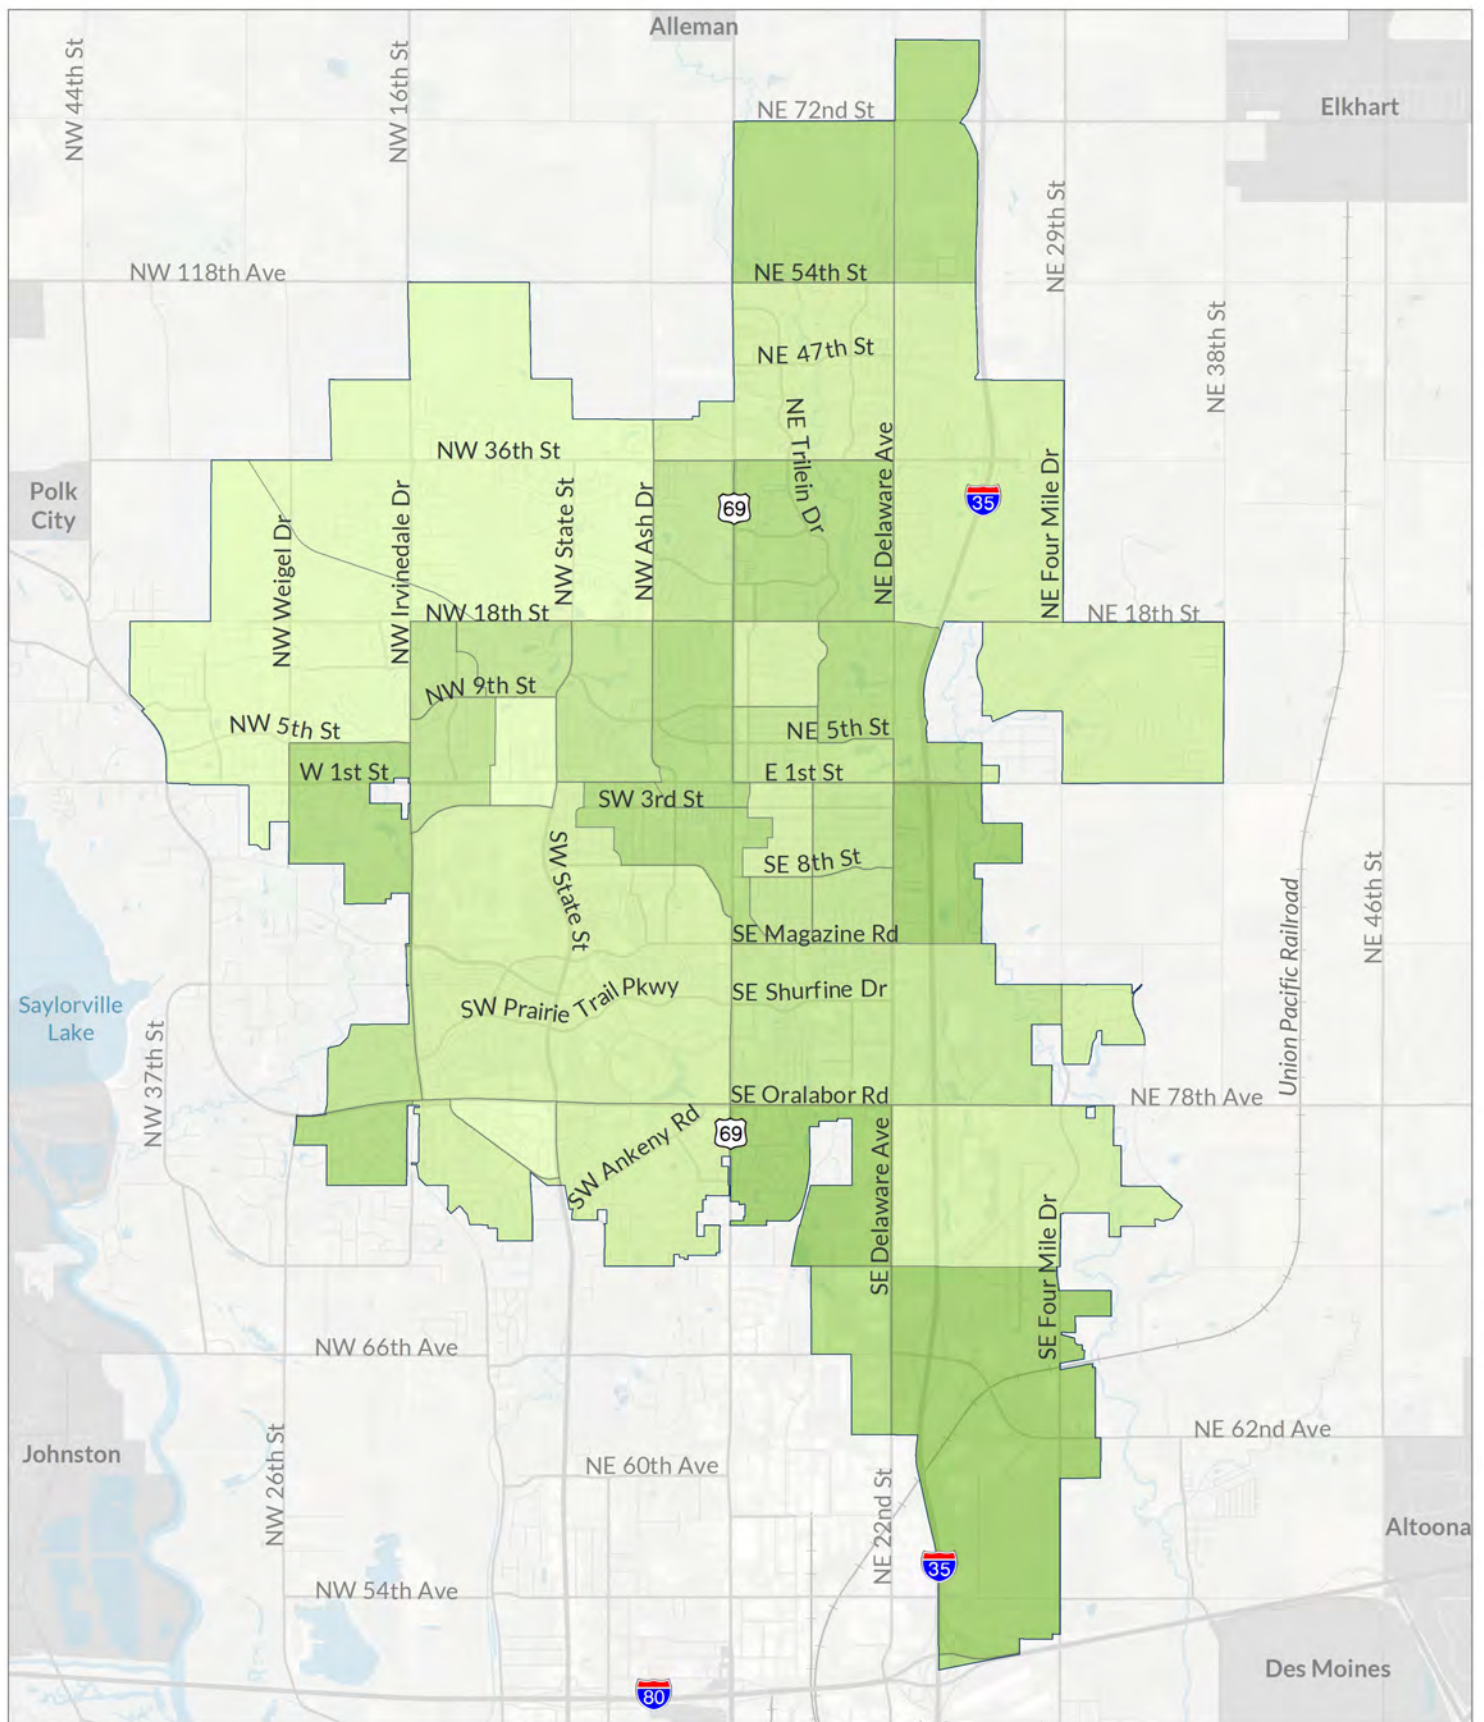 Alleman
NW 44th St
NW 16th St
NE 72nd St
Elkhart
NE 29th St
NW 118th Ave
NE 54th St
NE 38th St
NE 47th St
NE Trilein Dr
NW 36th St
NE Delaware Ave
NE Four Mile Dr
Polk
City
NW Weigel Dr
NW Irvinedale Dr
NW State St
NW Ash Dr
69
35
NW 18th St
NE 18th St
NW 9th St
NW 5th St
NE 5th St
W 1st St
E 1st St
SW 3rd St
SW State St
SE 8th St
NE 46th St
SE Magazine Rd
Union Pacific Railroad
Saylorville
Lake
SW Prairie Trail Pkwy
SE Shurfine Dr
NW 37th St
SE Oralabor Rd
NE 78th Ave
SW Ankeny Rd
69
SE Delaware Ave
SE Four Mile Dr
NW 66th Ave
Johnston
NW 26th St
NE 60th Ave
NE 62nd Ave
NE 22nd St
Altoona
35
NW 54th Ave
Des Moines
80